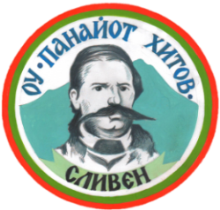 ОУ · ПАНАЙОТ ХИТОВ ·
СЛИВЕН